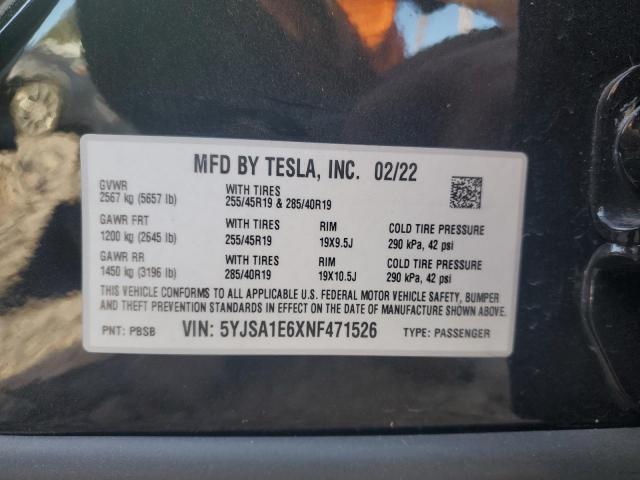 MFD BY TESLA, INC. 02/22
GVWR
2567 kg (5657 lb)
WITH TIRES
255/45R19 & 285/40R19
GAWR FRT
1200 kg (2645 lb)
WITH TIRES
255/45R19
RIM
19X9.5J
COLD TIRE PRESSURE
290 kPa, 42 psi
GAWR RR
1450 kg (3196 lb)
WITH TIRES
285/40R19
RIM
19X10.5J
COLD TIRE PRESSURE
290 kPa, 42 psi
THIS VEHICLE CONFORMS TO ALL APPLICABLE U.S. FEDERAL MOTOR VEHICLE SAFETY, BUMPER
AND THEFT PREVENTION STANDARDS IN EFFECT ON THE DATE OF MANUFACTURE SHOWN ABOVE.
PNT: PBSB VIN: 5YJSA1E6XNF471526 TYPE: PASSENGER